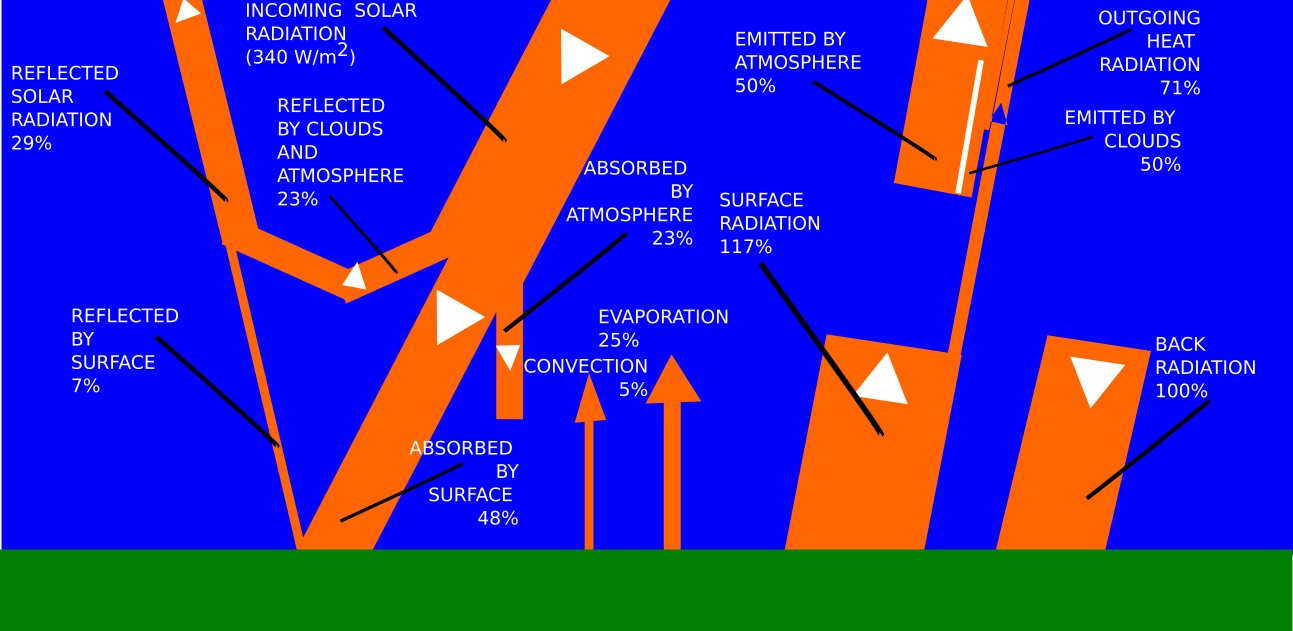 INCOMING SOLAR
RADIATION
(340 W/m²)
REFLECTED
SOLAR
RADIATION
29%
REFLECTED
BY CLOUDS
AND
ATMOSPHERE
23%
ABSORBED
BY
ATMOSPHERE
23%
EMITTED BY
ATMOSPHERE
50%
OUTGOING
HEAT
RADIATION
71%
EMITTED BY
CLOUDS
50%
SURFACE
RADIATION
117%
REFLECTED
BY
SURFACE
7%
EVAPORATION
25%
CONVECTION
5%
BACK
RADIATION
100%
ABSORBED
BY
SURFACE
48%